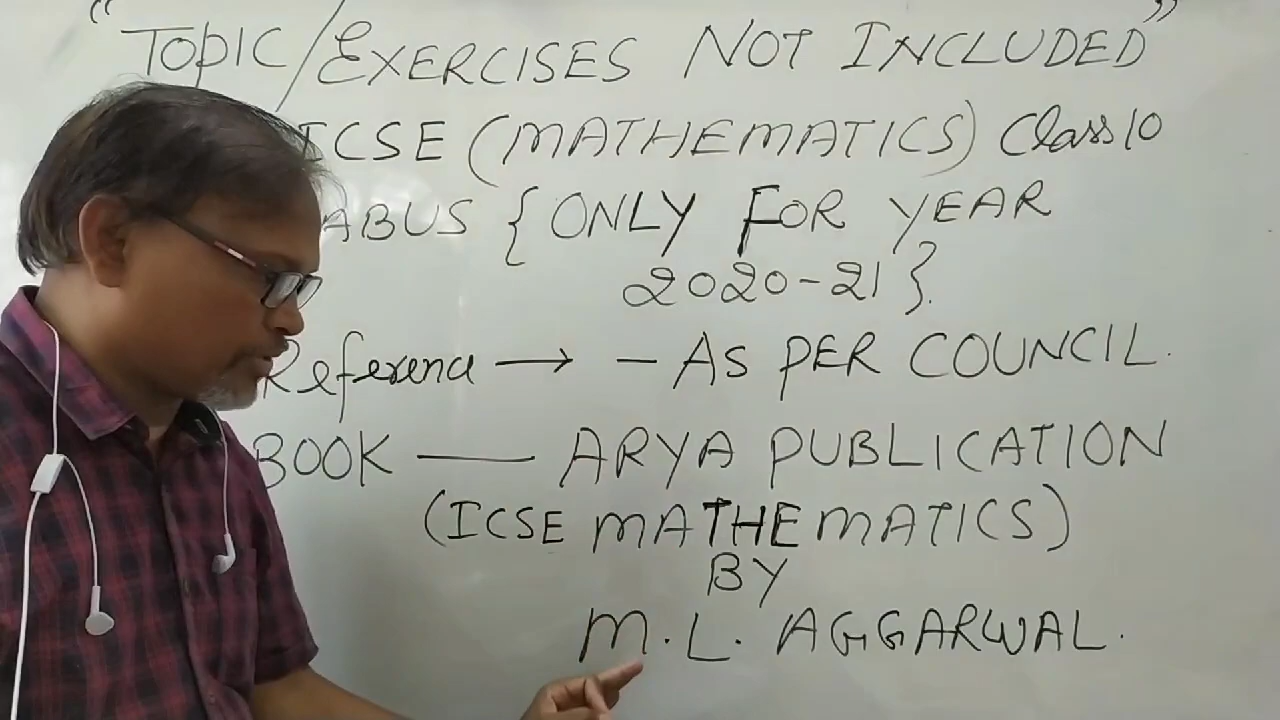 "TOPIC/EXERCISES NOT INCLUDED"
ICSE (MATHEMATICS) Class 10
ABUS {ONLY FOR YEAR
2020-21}.
Reference → - AS PER COUNCIL.
BOOK — ARYA PUBLICATION
(ICSE MATHEMATICS)
BY
M.L. AGGARWAL.